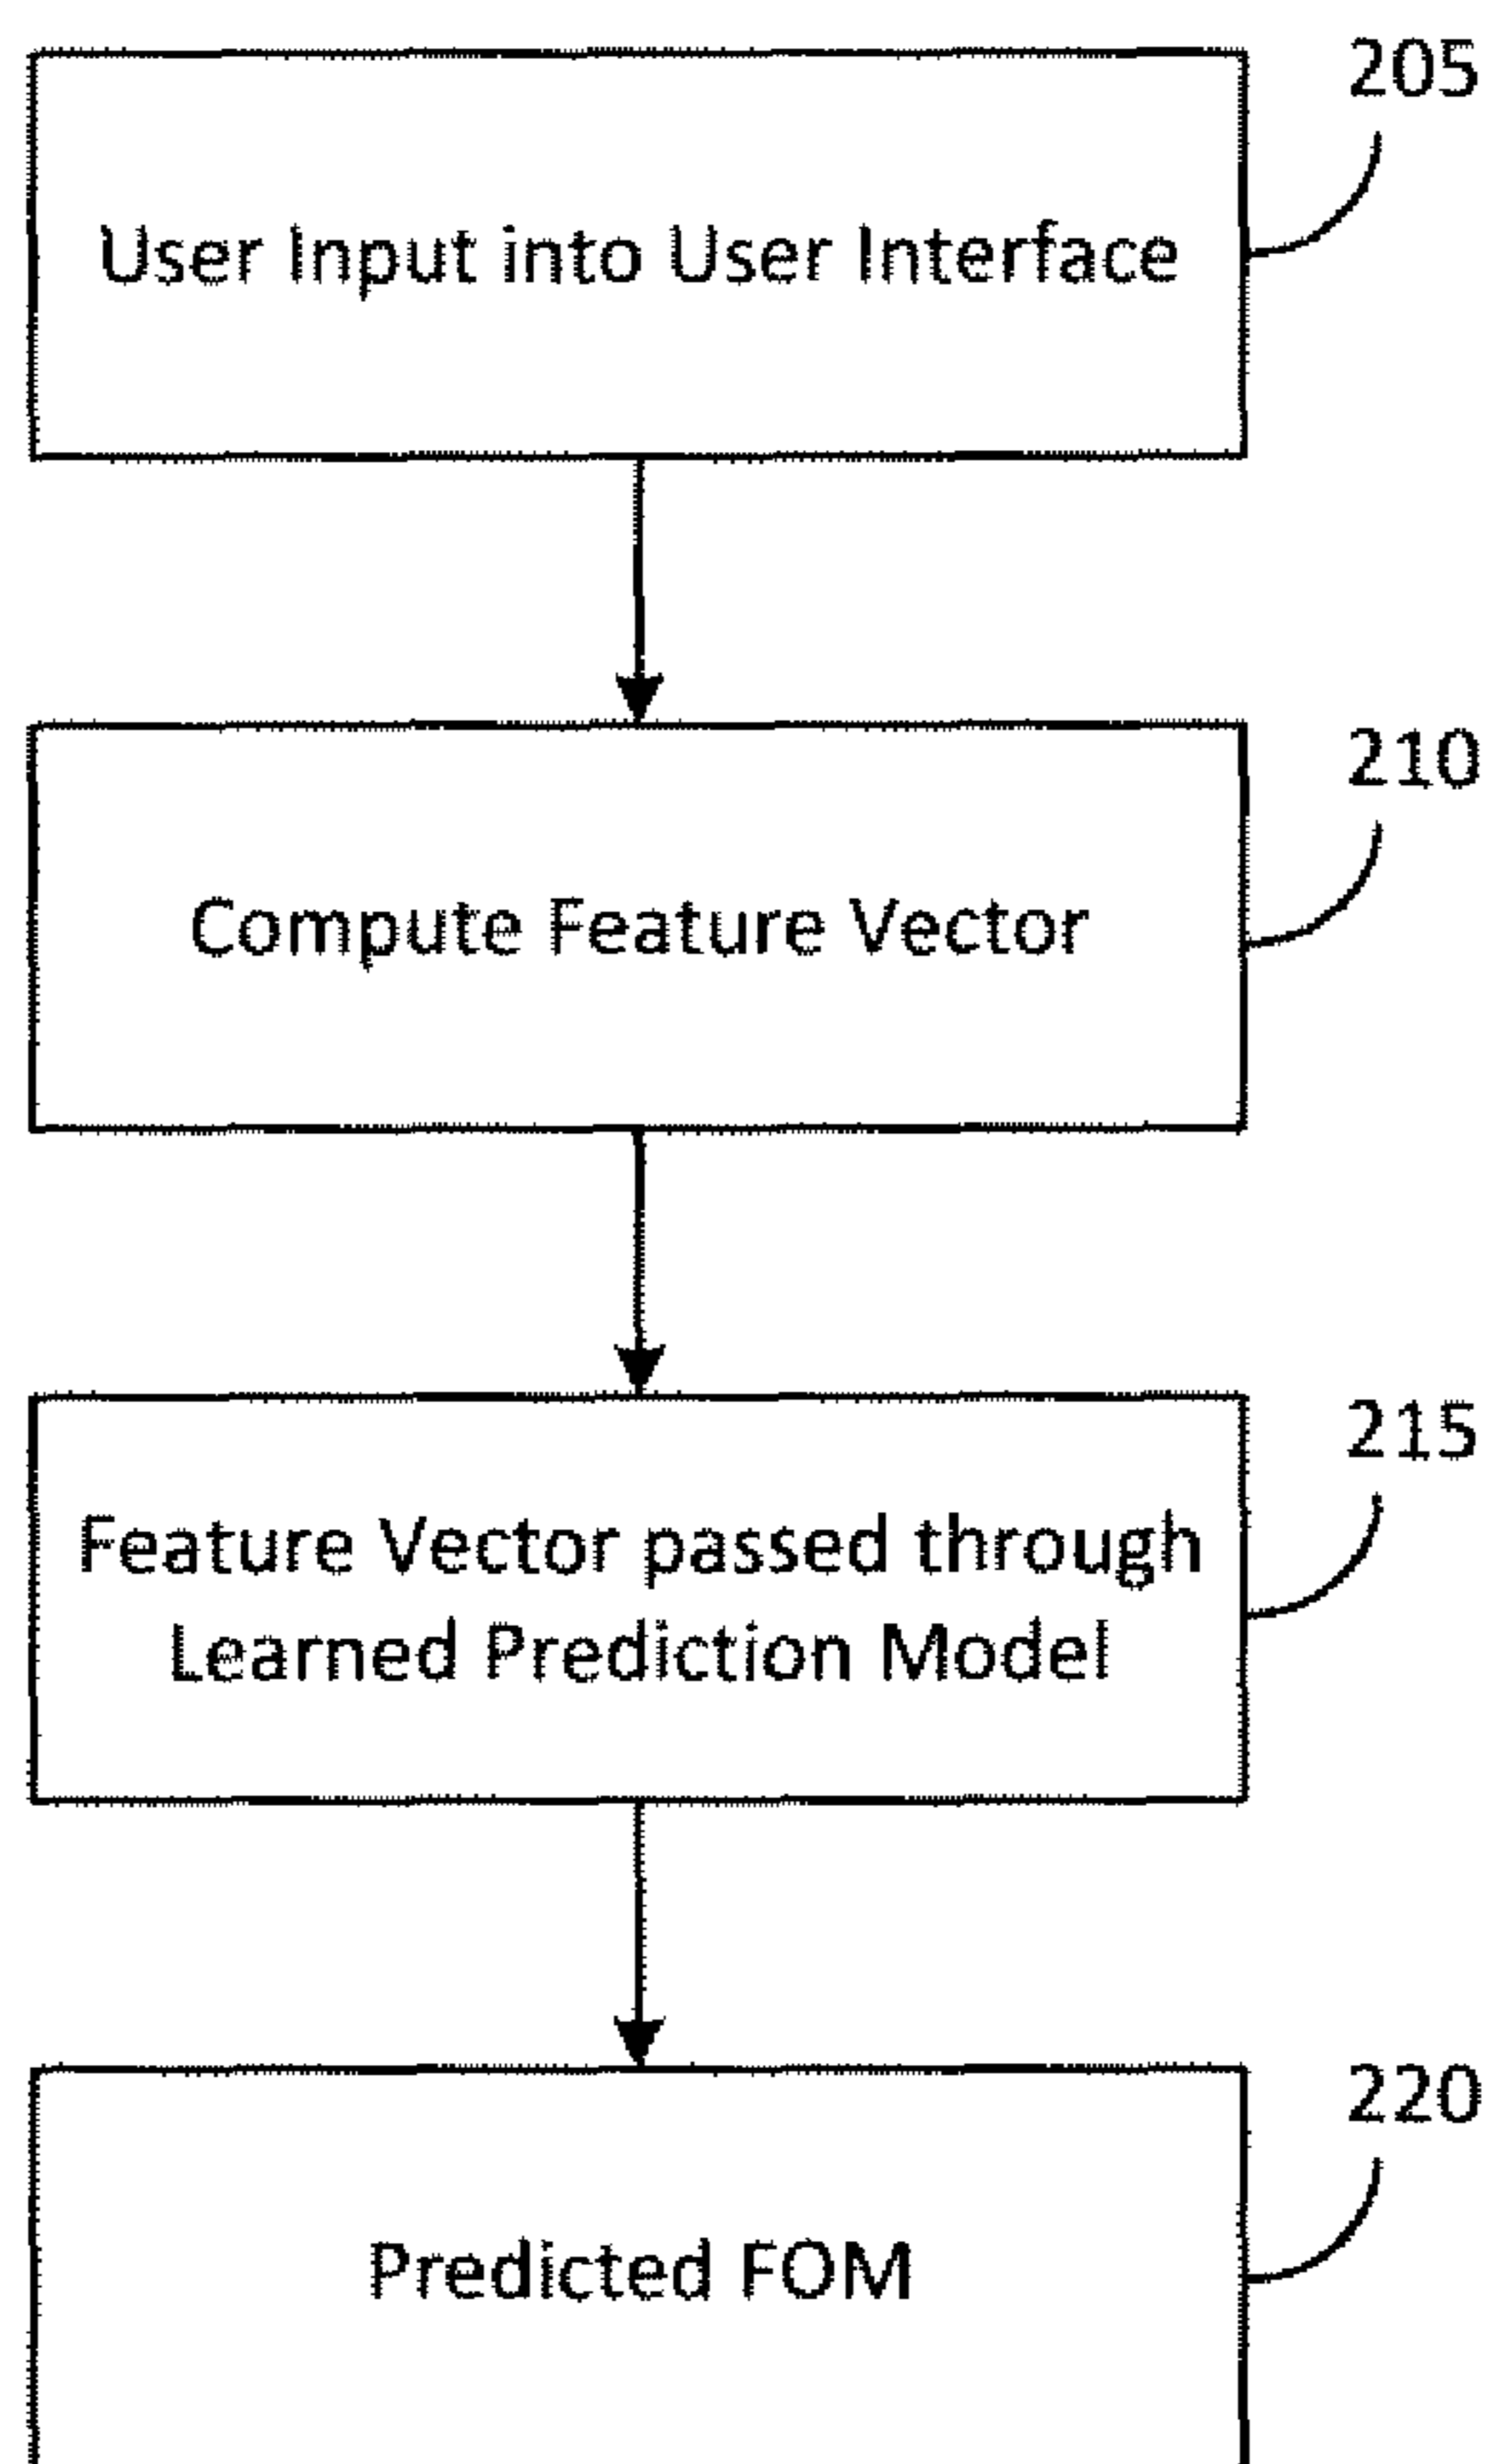 205
User Input into User Interface
210
Compute Feature Vector
215
Feature Vector passed through
Learned Prediction Model
220
Predicted FOM